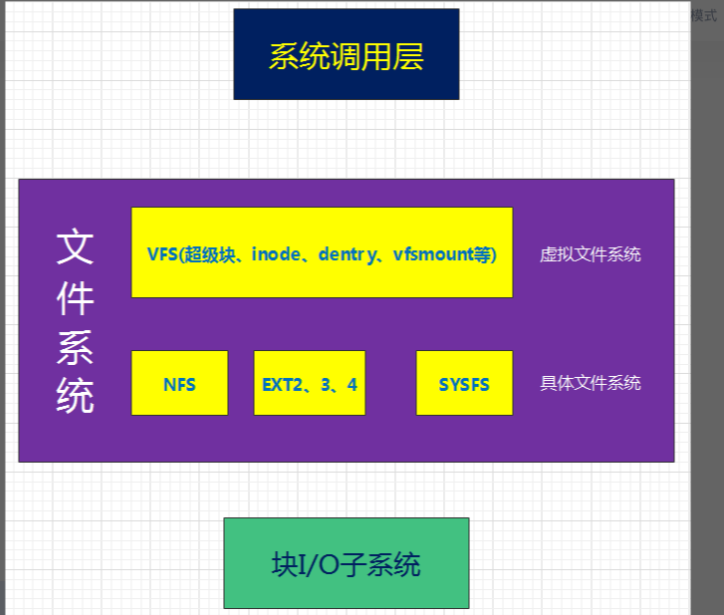 模式
系统调用层
文件系统
VFS(超级块、inode、dentry、vfsmount等)
虚拟文件系统
NFS
EXT2、3、4
SYSFS
具体文件系统
块I/O子系统